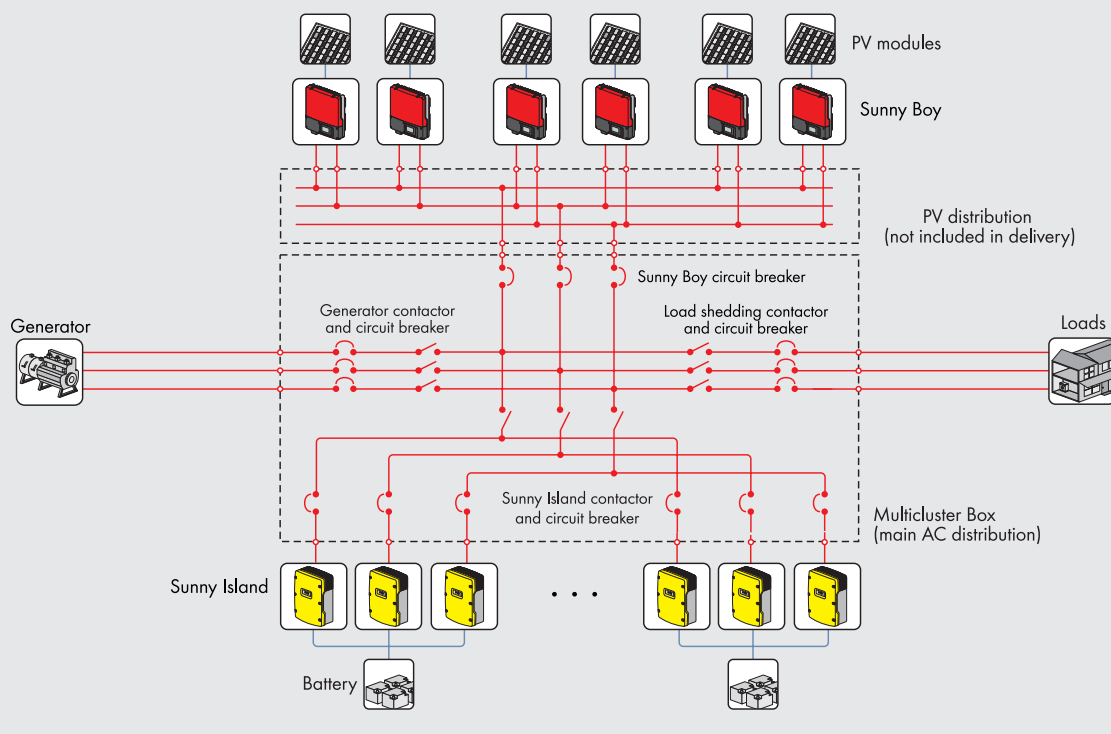 PV modules
Sunny Boy
PV distribution
(not included in delivery)
Sunny Boy circuit breaker
Generator contactor
and circuit breaker
Load shedding contactor
and circuit breaker
Generator
Loads
Sunny Island contactor
and circuit breaker
Multicluster Box
(main AC distribution)
Sunny Island
. . .
Battery